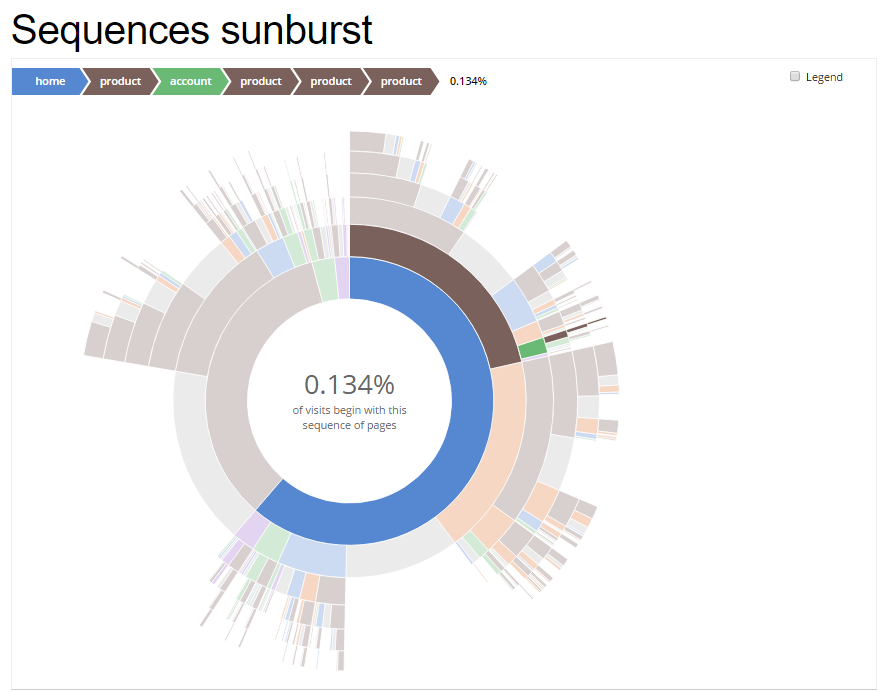 Sequences sunburst
home product account product product product 0.134%
Legend
0.134%
of visits begin with this
sequence of pages